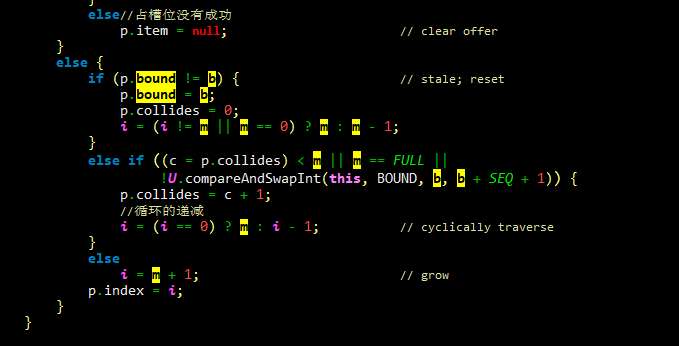 }
else//占槽位没有成功
p.item = null; // clear offer
}
else {
if (p.bound != b) { // stale; reset
p.bound = b;
p.collides = 0;
i = (i != m || m == 0) ? m : m - 1;
}
else if ((c = p.collides) < m || m == FULL ||
!U.compareAndSwapInt(this, BOUND, b, b + SEQ + 1)) {
p.collides = c + 1;
//循环的递减
i = (i == 0) ? m : i - 1; // cyclically traverse
}
else
i = m + 1; // grow
p.index = i;
}
}